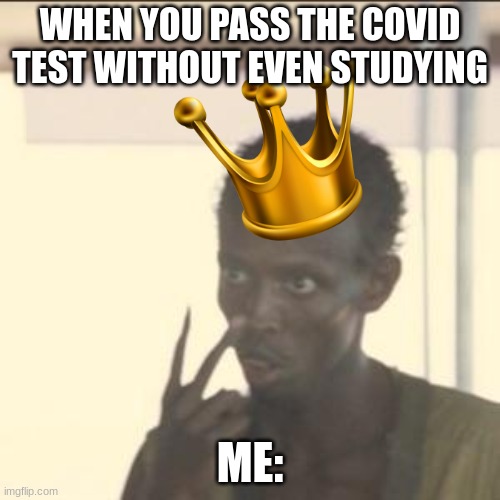 WHEN YOU PASS THE COVID
TEST WITHOUT EVEN STUDYING
ME:
imgflip.com